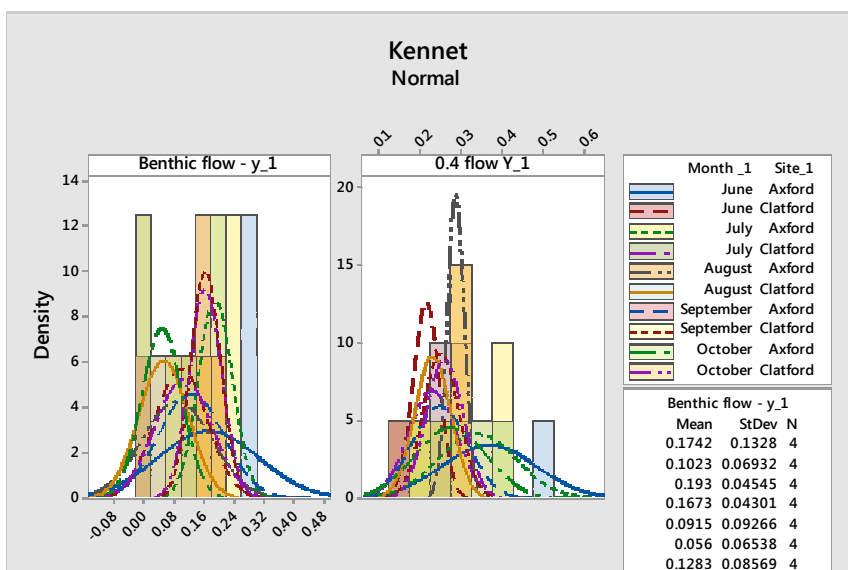 Kennet
Normal
0.1 0.2 0.3 0.4 0.5 0.6
Benthic flow - y_1
0.4 flow Y_1
14
12
10
8
6
4
2
0
Density
-0.08 0.00 0.08 0.16 0.24 0.32 0.40 0.48
20
15
10
5
0
Month _1 Site_1
June Axford
June Clatford
July Axford
July Clatford
August Axford
August Clatford
September Axford
September Clatford
October Axford
October Clatford
Benthic flow - y_1
Mean StDev N
0.1742 0.1328 4
0.1023 0.06932 4
0.193 0.04545 4
0.1673 0.04301 4
0.0915 0.09266 4
0.056 0.06538 4
0.1283 0.08569 4